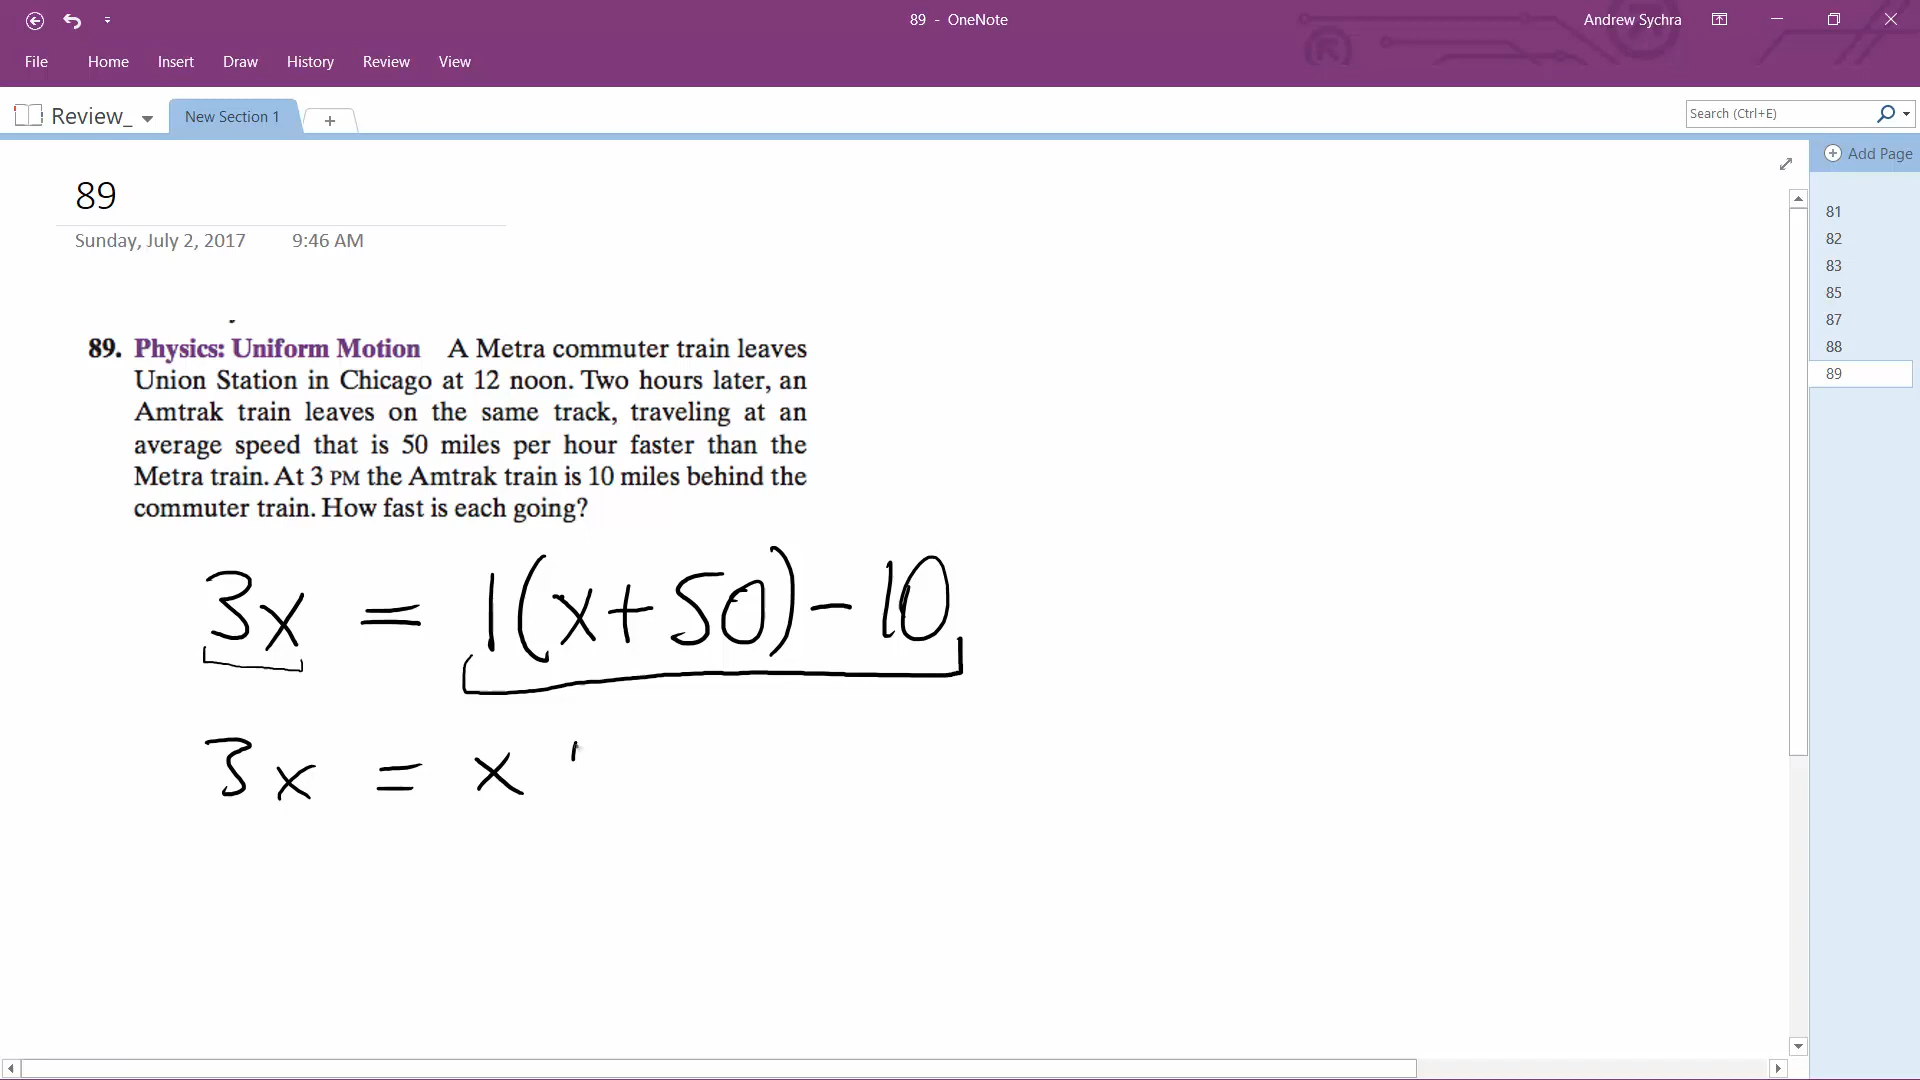 89 - OneNote
Andrew Sychra
File Home Insert Draw History Review View
Review_
New Section 1
+
Search (Ctrl+E)
Add Page
81
82
83
85
87
88
89
89
Sunday, July 2, 2017 9:46 AM
89. Physics: Uniform Motion A Metra commuter train leaves
Union Station in Chicago at 12 noon. Two hours later, an
Amtrak train leaves on the same track, traveling at an
average speed that is 50 miles per hour faster than the
Metra train. At 3 PM the Amtrak train is 10 miles behind the
commuter train. How fast is each going?
3x = 1(x+50)-10
3x = x